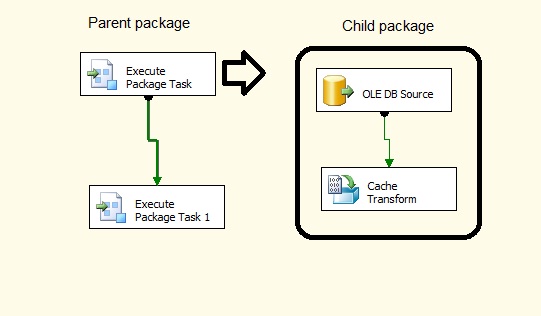 Parent package
Child package
Execute
Package Task
OLE DB Source
Cache
Transform
Execute
Package Task 1